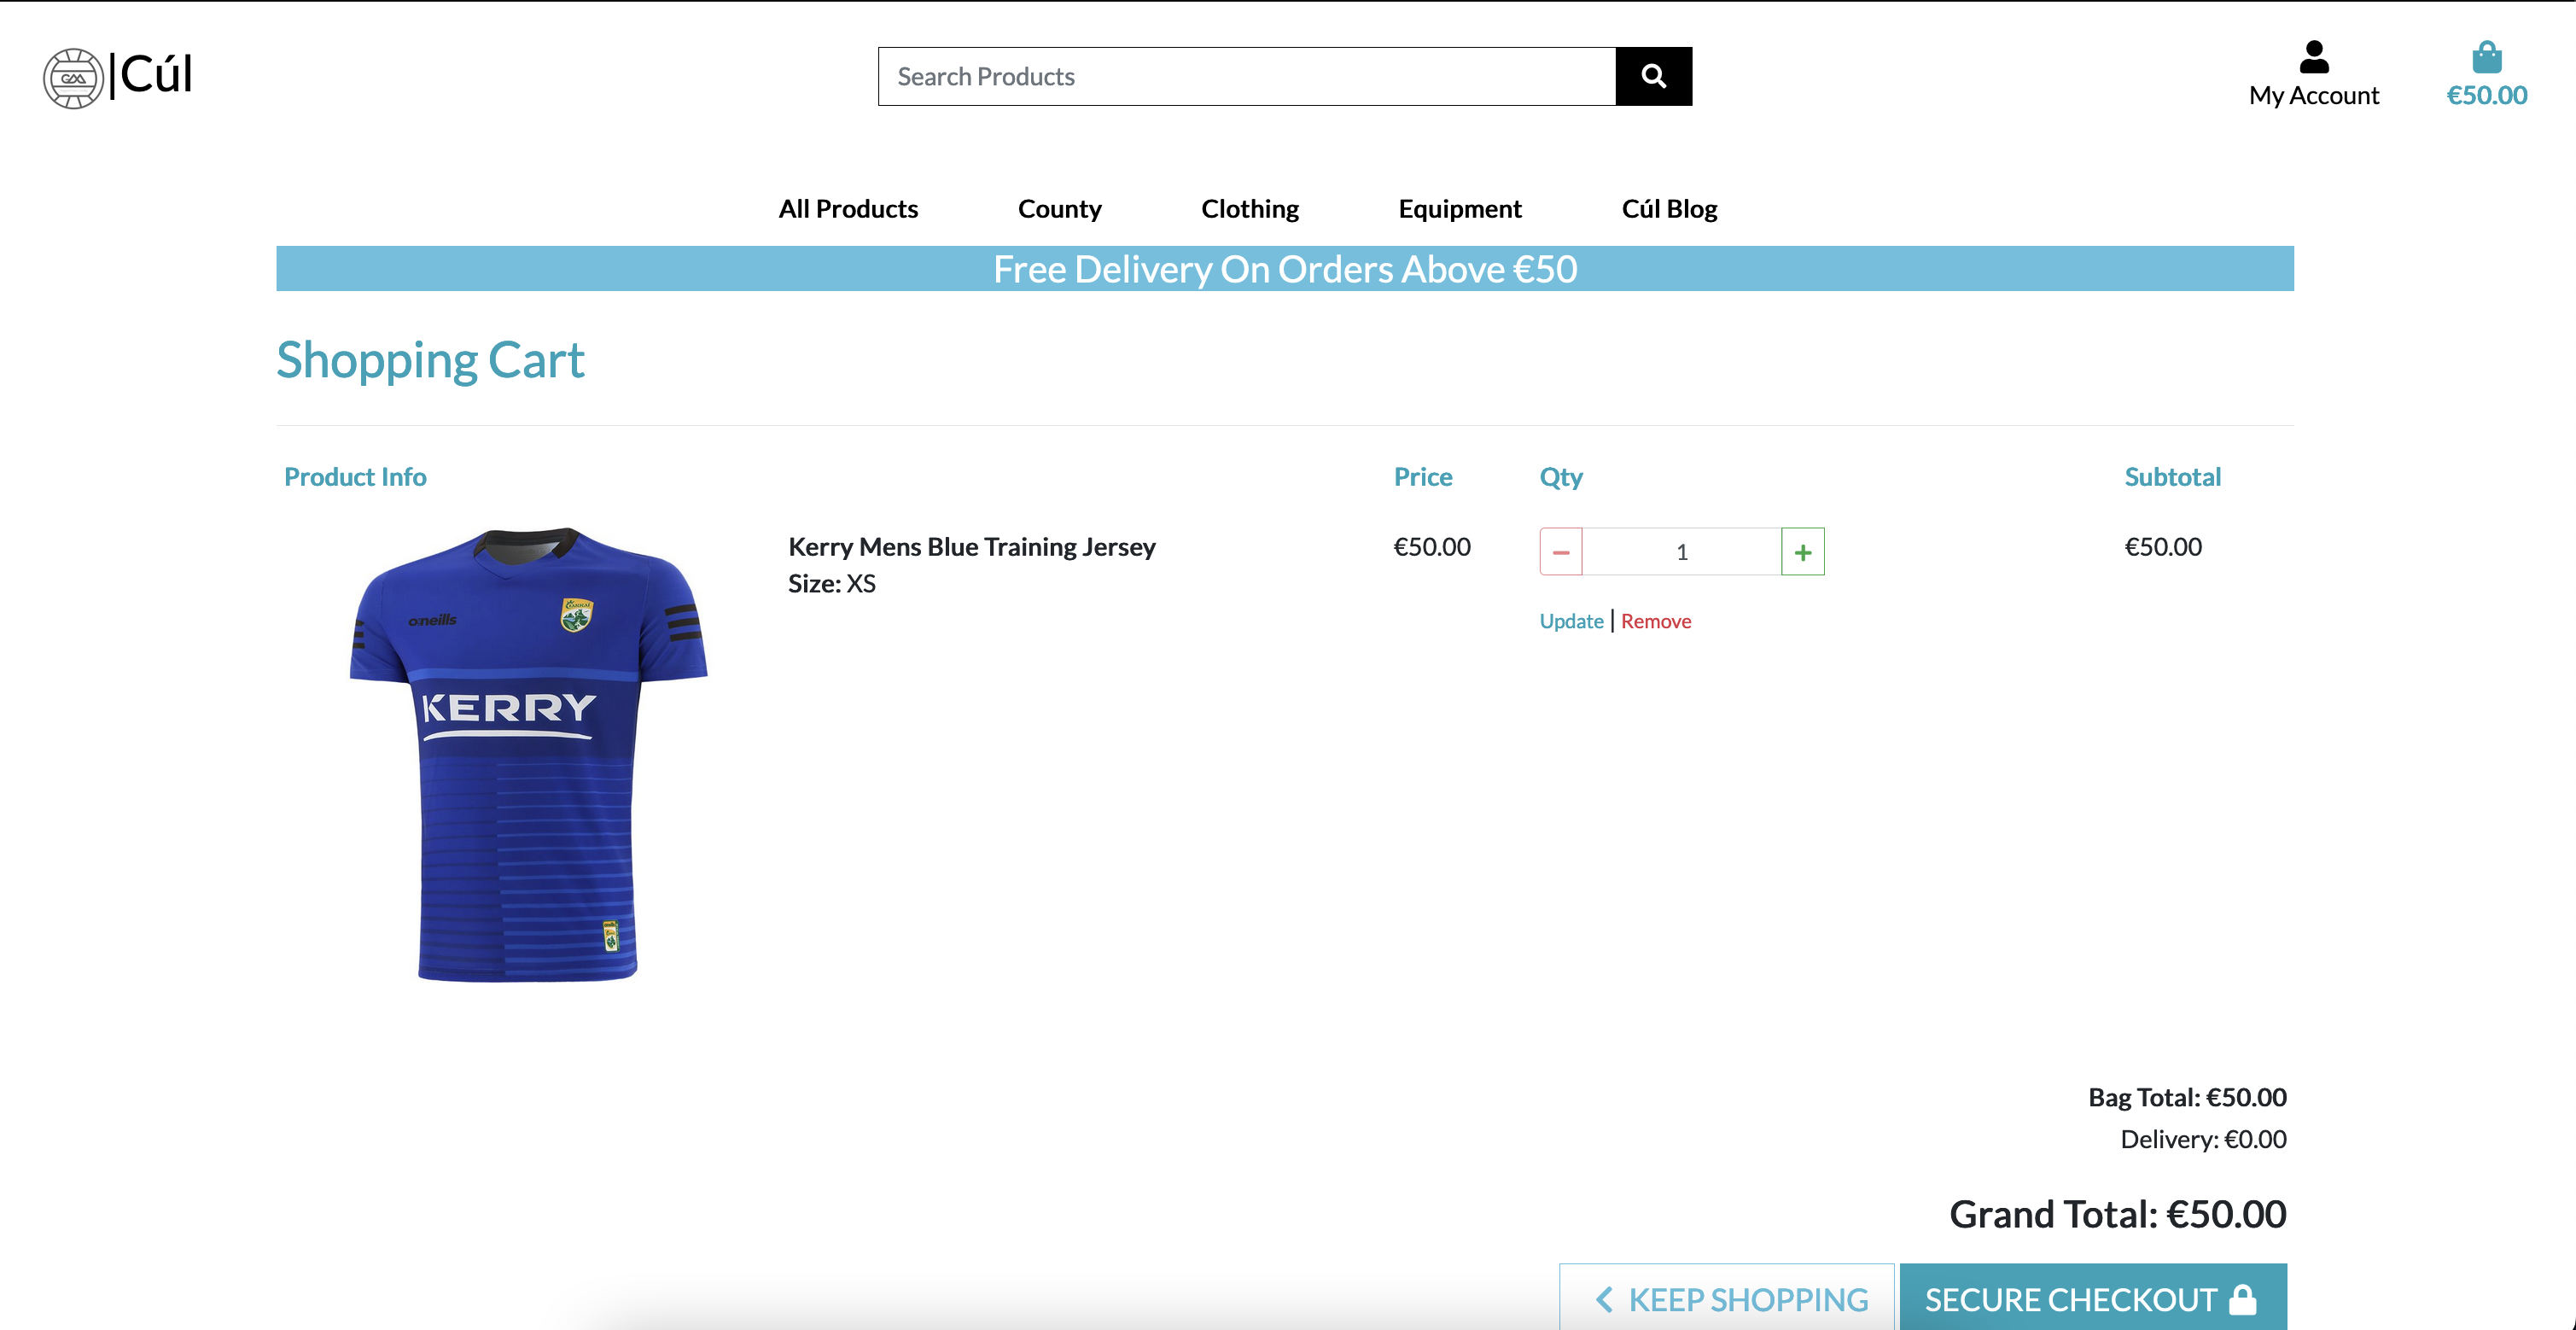 GAA
|Cúl
Search Products
My Account
€50.00
All Products County Clothing Equipment Cúl Blog
Free Delivery On Orders Above €50
Shopping Cart
Product Info Price Qty Subtotal
Kerry Mens Blue Training Jersey €50.00 1 €50.00
Size: XS
Update | Remove
o'neills
KERRY
Bag Total: €50.00
Delivery: €0.00
Grand Total: €50.00
KEEP SHOPPING SECURE CHECKOUT